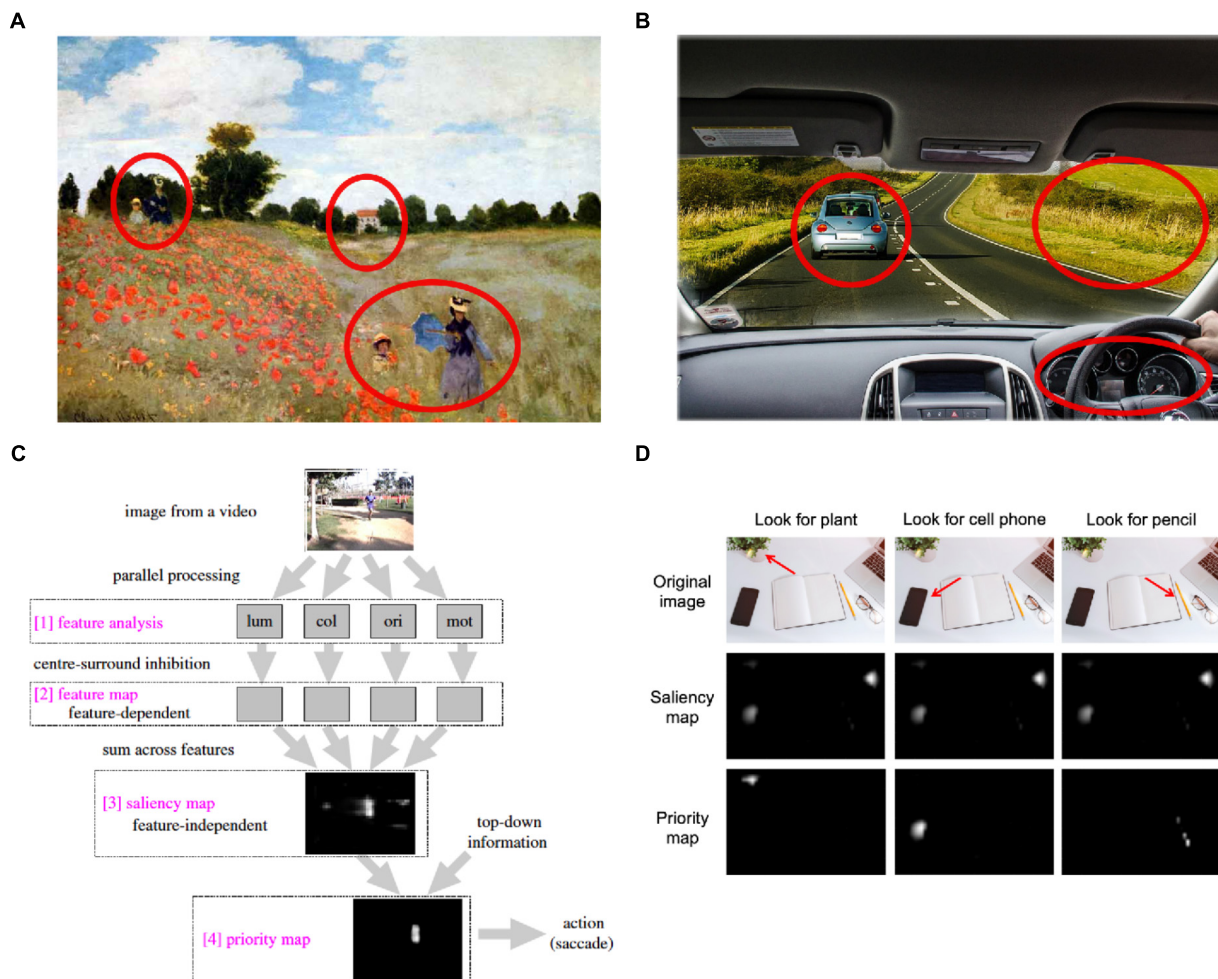 A
B
Claude Monet
C
image from a video
parallel processing
[1] feature analysis
lum
col
ori
mot
centre-surround inhibition
[2] feature map
feature-dependent
sum across features
[3] saliency map
feature-independent
top-down
information
[4] priority map
action
(saccade)
D
Look for plant
Look for cell phone
Look for pencil
Original
image
Saliency
map
Priority
map